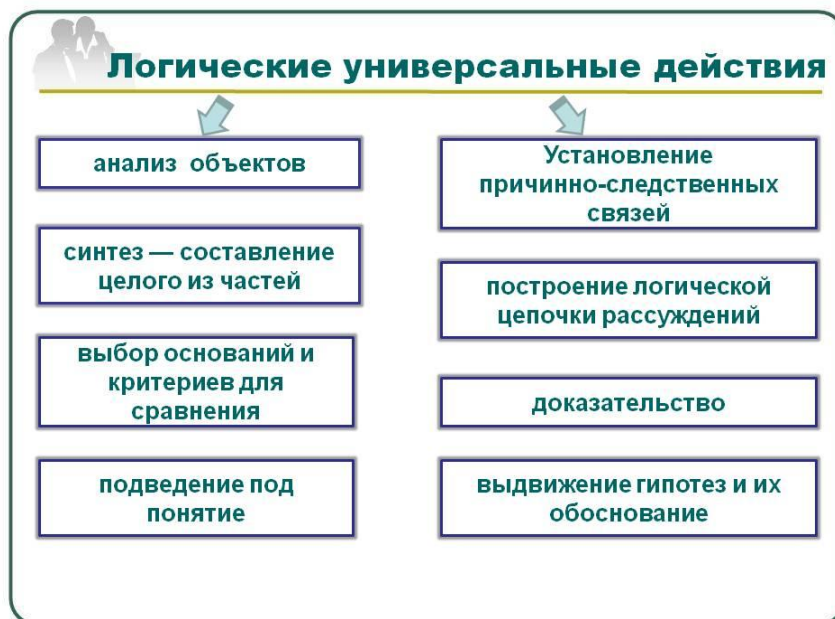 Логические универсальные действия
анализ объектов
синтез — составление
целого из частей
выбор оснований и
критериев для
сравнения
подведение под
понятие
Установление
причинно-следственных
связей
построение логической
цепочки рассуждений
доказательство
выдвижение гипотез и их
обоснование